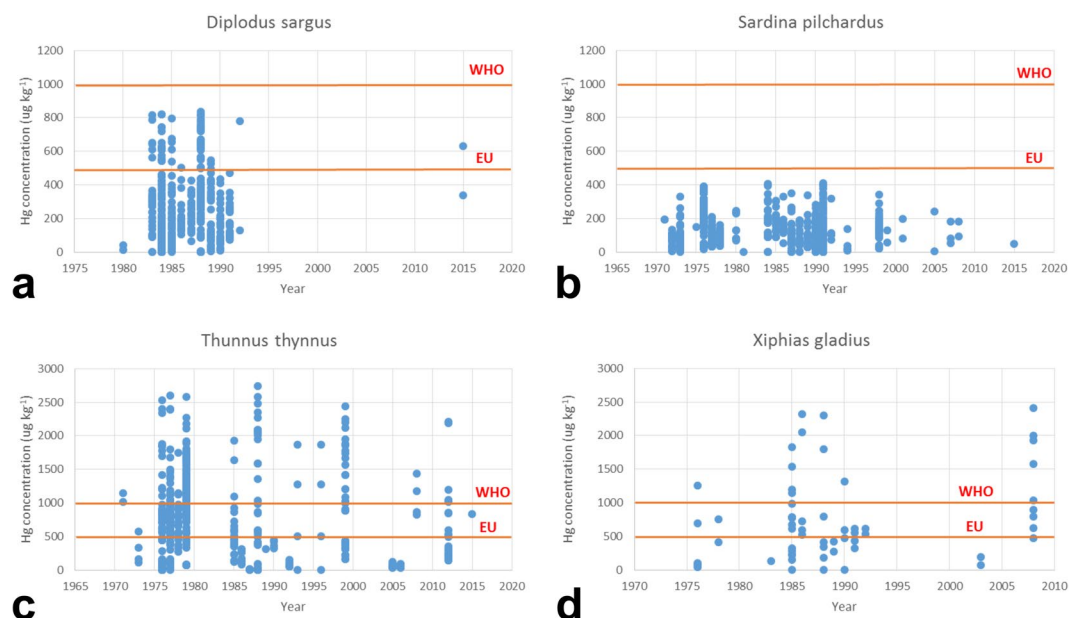 a
Diplodus sargus
Hg concentration (ug kg⁻¹)
1200
1000
800
600
400
200
0
WHO
EU
1975 1980 1985 1990 1995 2000 2005 2010 2015 2020
Year
b
Sardina pilchardus
Hg concentration (ug kg⁻¹)
1200
1000
800
600
400
200
0
WHO
EU
1965 1970 1975 1980 1985 1990 1995 2000 2005 2010 2015 2020
Year
c
Thunnus thynnus
Hg concentration (ug kg⁻¹)
3000
2500
2000
1500
1000
500
0
WHO
EU
1965 1970 1975 1980 1985 1990 1995 2000 2005 2010 2015 2020
Year
d
Xiphias gladius
Hg concentration (ug kg⁻¹)
3000
2500
2000
1500
1000
500
0
WHO
EU
1970 1975 1980 1985 1990 1995 2000 2005 2010
Year